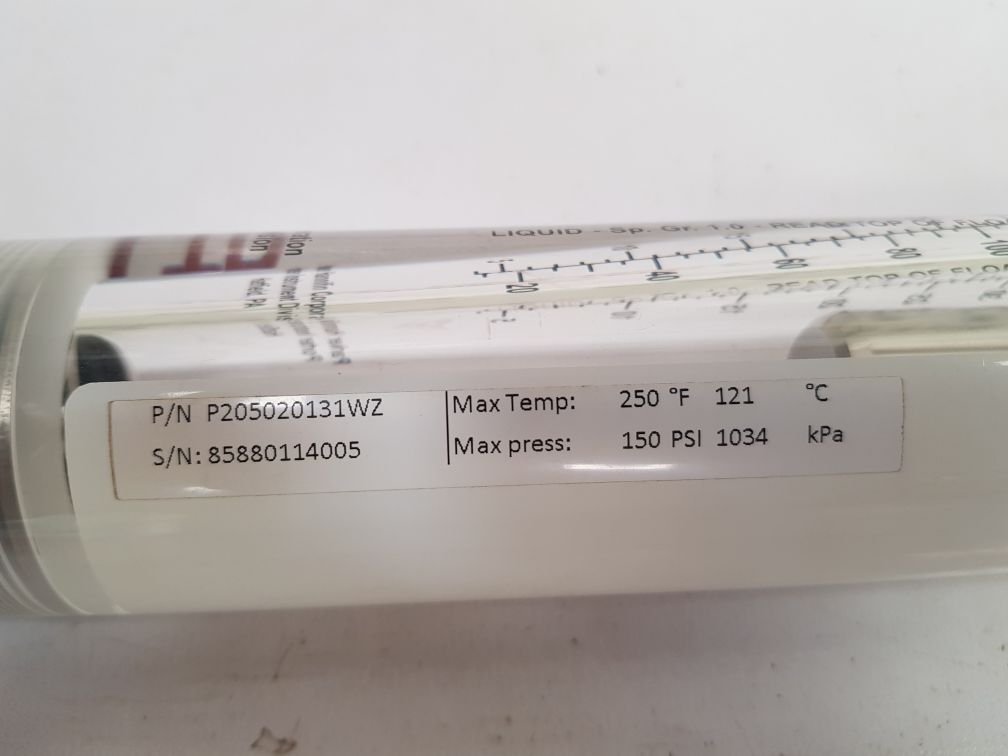 LIQUID - Sp. Gr. 1.0 - READ TOP OF FLOA
20 40 60 80 100
P/N P205020131WZ
S/N: 85880114005
Max Temp: 250 °F 121 °C
Max press: 150 PSI 1034 kPa